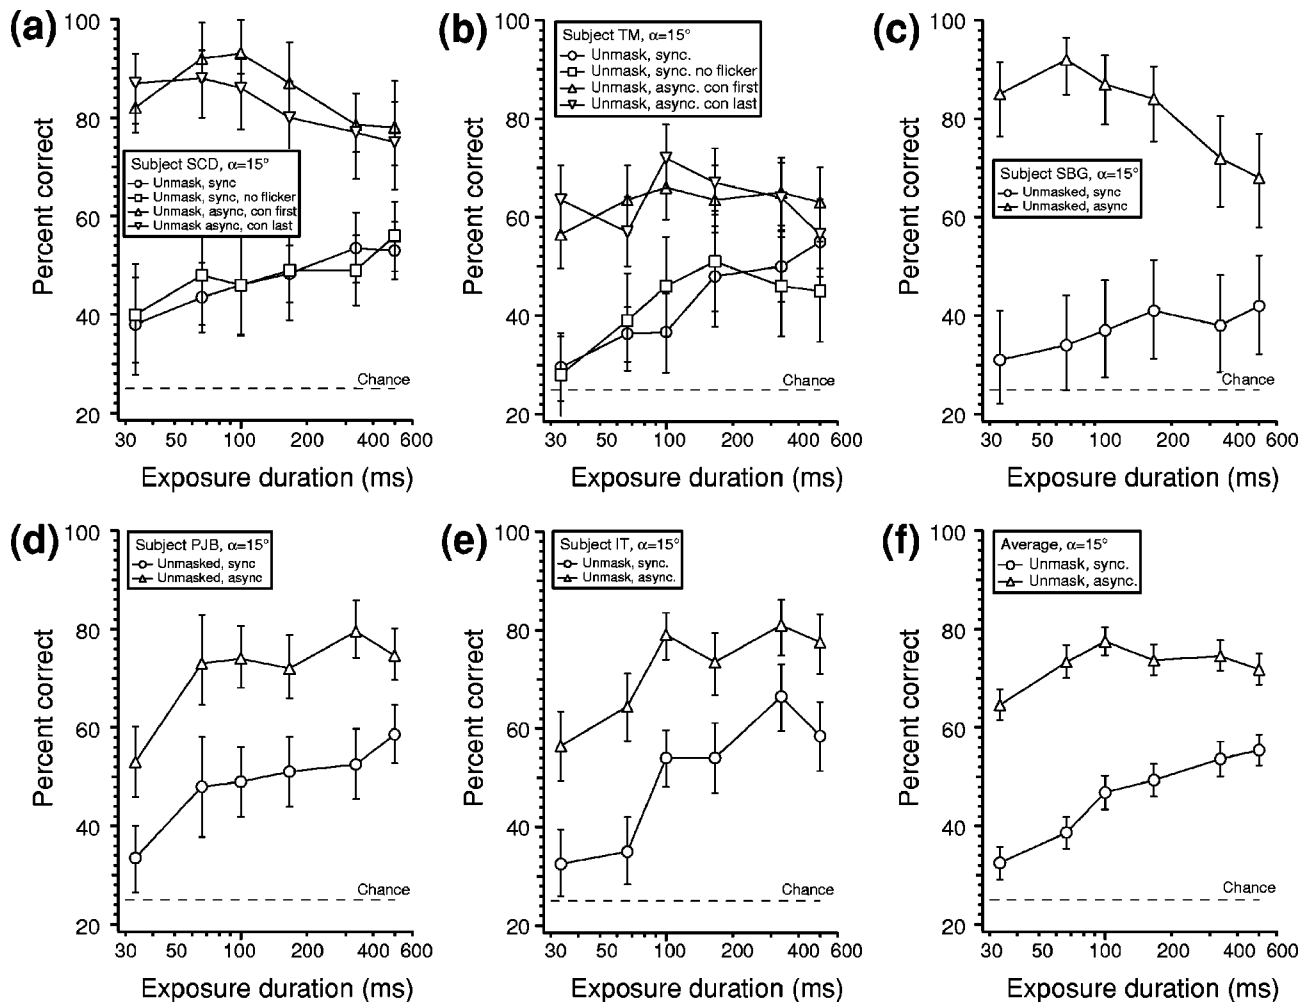 (a)
100
80
60
40
20
Percent correct
Subject SCD, α=15°
Unmask, sync
Unmask, sync, no flicker
Unmask, async, con first
Unmask async, con last
Chance
30 50 100 200 400 600
Exposure duration (ms)
(b)
100
80
60
40
20
Percent correct
Subject TM, α=15°
Unmask, sync.
Unmask, sync. no flicker
Unmask, async. con first
Unmask, async. con last
Chance
30 50 100 200 400 600
Exposure duration (ms)
(c)
100
80
60
40
20
Percent correct
Subject SBG, α=15°
Unmasked, sync
Unmasked, async
Chance
30 50 100 200 400 600
Exposure duration (ms)
(d)
100
80
60
40
20
Percent correct
Subject PJB, α=15°
Unmasked, sync
Unmasked, async
Chance
30 50 100 200 400 600
Exposure duration (ms)
(e)
100
80
60
40
20
Percent correct
Subject IT, α=15°
Unmask, sync.
Unmask, async.
Chance
30 50 100 200 400 600
Exposure duration (ms)
(f)
100
80
60
40
20
Percent correct
Average, α=15°
Unmask, sync.
Unmask, async.
Chance
30 50 100 200 400 600
Exposure duration (ms)